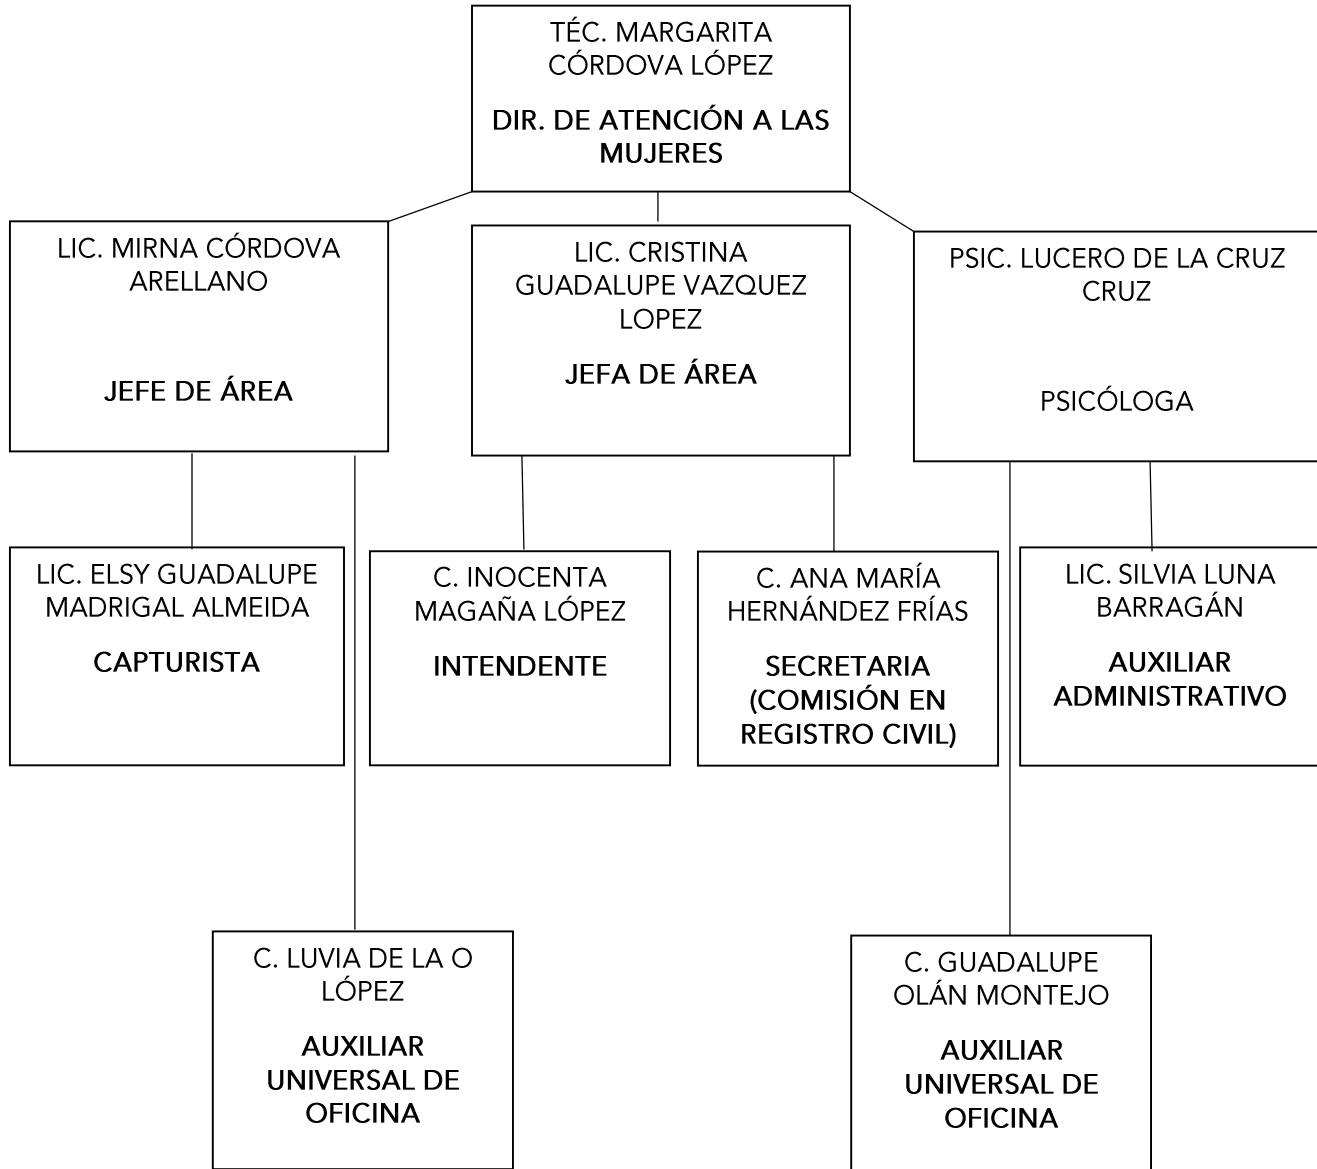 TÉC. MARGARITA
CÓRDOVA LÓPEZ
DIR. DE ATENCIÓN A LAS
MUJERES
LIC. MIRNA CÓRDOVA
ARELLANO
JEFE DE ÁREA
LIC. CRISTINA
GUADALUPE VAZQUEZ
LOPEZ
JEFA DE ÁREA
PSIC. LUCERO DE LA CRUZ
CRUZ
PSICÓLOGA
LIC. ELSY GUADALUPE
MADRIGAL ALMEIDA
CAPTURISTA
C. INOCENTA
MAGAÑA LÓPEZ
INTENDENTE
C. ANA MARÍA
HERNÁNDEZ FRÍAS
SECRETARIA
(COMISIÓN EN
REGISTRO CIVIL)
LIC. SILVIA LUNA
BARRAGÁN
AUXILIAR
ADMINISTRATIVO
C. LUVIA DE LA O
LÓPEZ
AUXILIAR
UNIVERSAL DE
OFICINA
C. GUADALUPE
OLÁN MONTEJO
AUXILIAR
UNIVERSAL DE
OFICINA